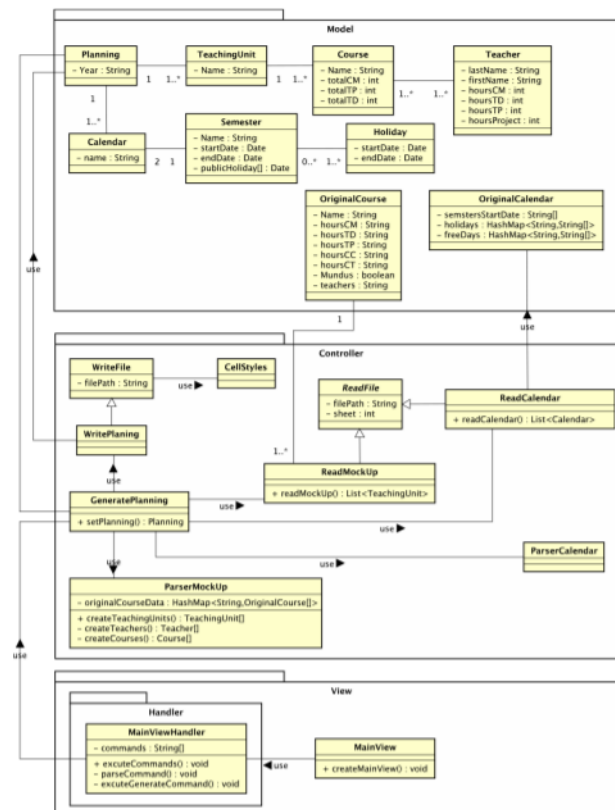 Model
Planning
- Year : String
TeachingUnit
- Name : String
Course
- Name : String
- totalCM : int
- totalTP : int
- totalTD : int
Teacher
- lastName : String
- firstName : String
- hoursCM : int
- hoursTD : int
- hoursTP : int
- hoursProject : int
1 1..*
1 1..*
1..* 1..*
1
1..*
Calendar
- name : String
2 1
Semester
- Name : String
- startDate : Date
- endDate : Date
- publicHoliday[] : Date
0..* 1..*
Holiday
- startDate : Date
- endDate : Date
OriginalCourse
- Name : String
- hoursCM : String
- hoursTD : String
- hoursTP : String
- hoursCC : String
- hoursCT : String
- Mundus : boolean
- teachers : String
OriginalCalendar
- semstersStartDate : String[]
- holidays : HashMap<String,String[]>
- freeDays : HashMap<String,String[]>
use
use
1
Controller
WriteFile
- filePath : String
use
CellStyles
ReadFile
- filePath : String
- sheet : int
ReadCalendar
+ readCalendar() : List<Calendar>
WritePlaning
use
1..*
ReadMockUp
+ readMockUp() : List<TeachingUnit>
GeneratePlanning
+ setPlanning() : Planning
use
use
use
use
ParserCalendar
ParserMockUp
- originalCourseData : HashMap<String,OriginalCourse[]>
+ createTeachingUnits() : TeachingUnit[]
- createTeachers() : Teacher[]
- createCourses() : Course[]
use
View
Handler
MainViewHandler
- commands : String[]
+ excuteCommands() : void
- parseCommand() : void
- excuteGenerateCommand() : void
use
MainView
+ createMainView() : void